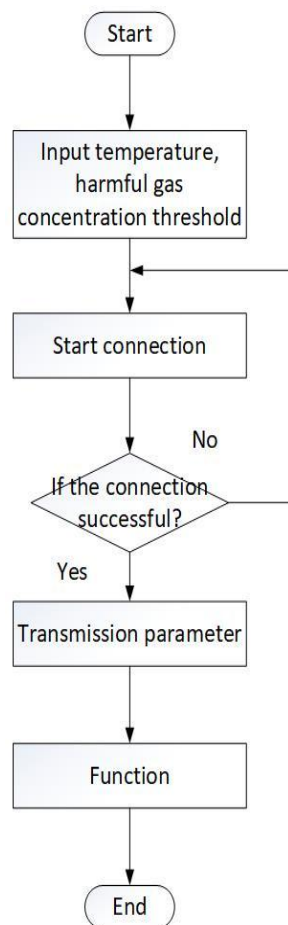 Start
Input temperature,
harmful gas
concentration threshold
Start connection
No
If the connection
successful?
Yes
Transmission parameter
Function
End